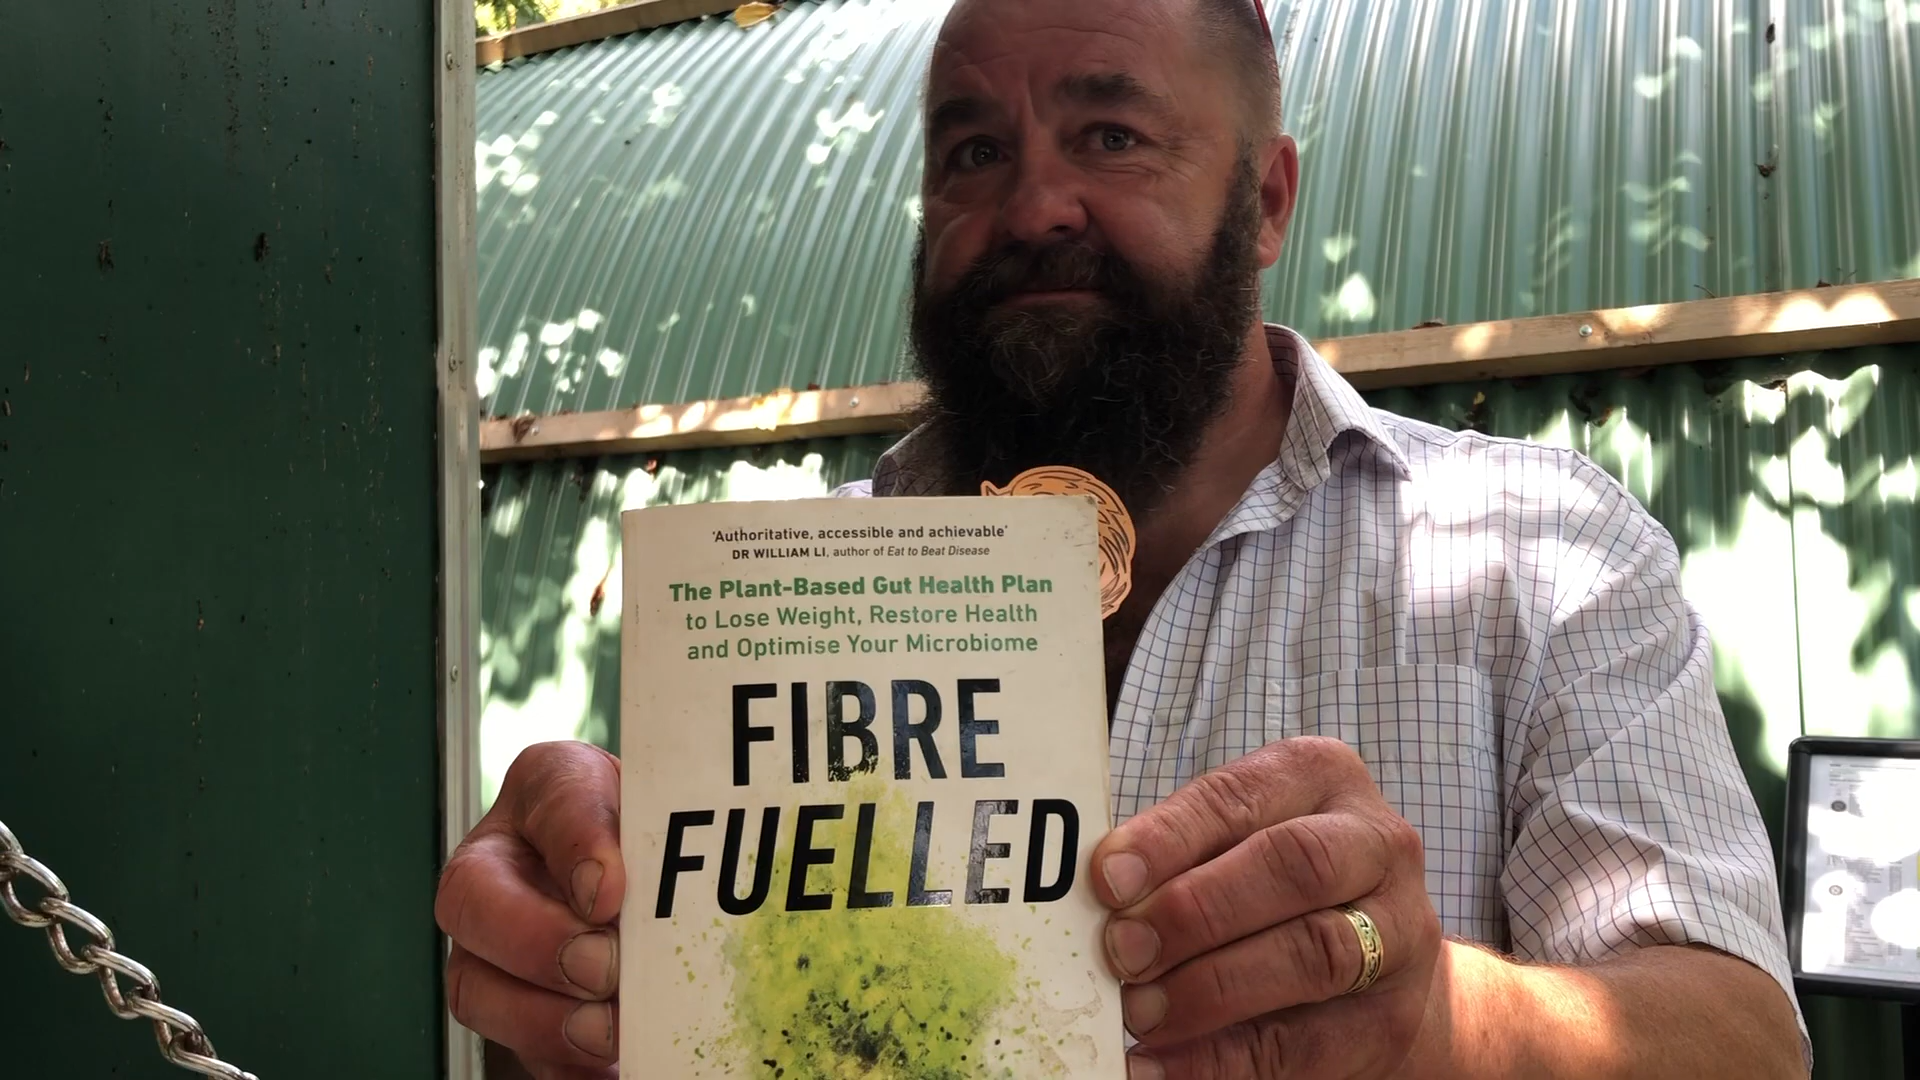 'Authoritative, accessible and achievable'
DR WILLIAM LI, author of Eat to Beat Disease
The Plant-Based Gut Health Plan
to Lose Weight, Restore Health
and Optimise Your Microbiome
FIBRE
FUELLED